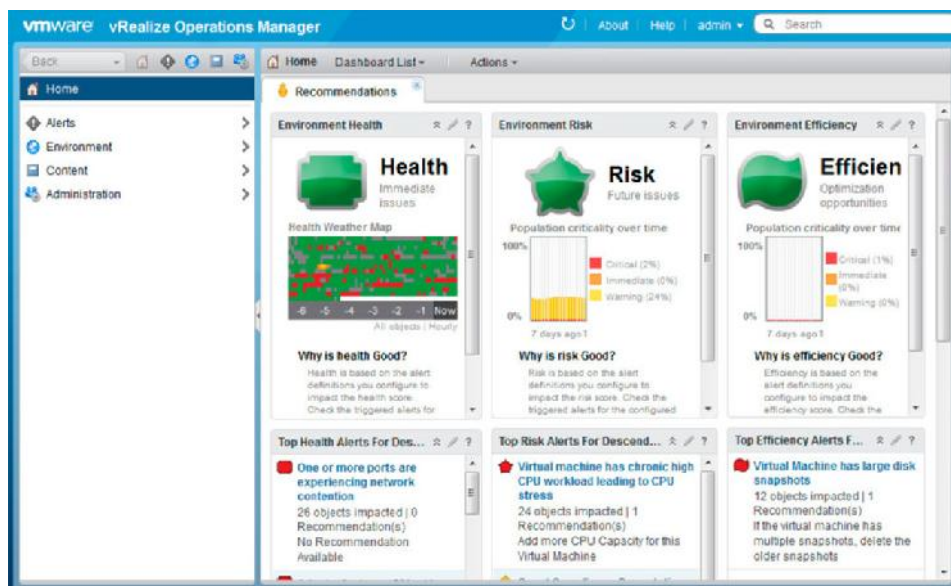 vmware vRealize Operations Manager
About Help admin Search
Back
Home Dashboard List Actions
Home
Recommendations
Alerts
Environment
Content
Administration
Environment Health ?
Health
Immediate
issues
Health Weather Map
-6 -5 -4 -3 -2 -1 Now
All objects | Hourly
Why is health Good?
Health is based on the alert
definitions you configure to
impact the health score.
Check the triggered alerts for
Environment Risk ?
Risk
Future issues
Population criticality over time
100%
Critical (2%)
Immediate (0%)
Warning (24%)
0%
7 days ago 1
Why is risk Good?
Risk is based on the alert
definitions you configure to
impact the risk score. Check the
triggered alerts for the configured
Environment Efficiency ?
Efficien
Optimization
opportunities
Population criticality over time
100%
Critical (1%)
Immediate
(0%)
Warning (0%)
0%
7 days ago 1
Why is efficiency Good?
Efficiency is based on the
alert definitions you
configure to impact the
efficiency score. Check the
Top Health Alerts For Des... ?
One or more ports are
experiencing network
contention
26 objects impacted | 0
Recommendation(s)
No Recommendation
Available
Top Risk Alerts For Descend... ?
Virtual machine has chronic high
CPU workload leading to CPU
stress
24 objects impacted | 1
Recommendation(s)
Add more CPU Capacity for this
Virtual Machine
Top Efficiency Alerts F... ?
Virtual Machine has large disk
snapshots
12 objects impacted | 1
Recommendation(s)
If the virtual machine has
multiple snapshots, delete the
older snapshots